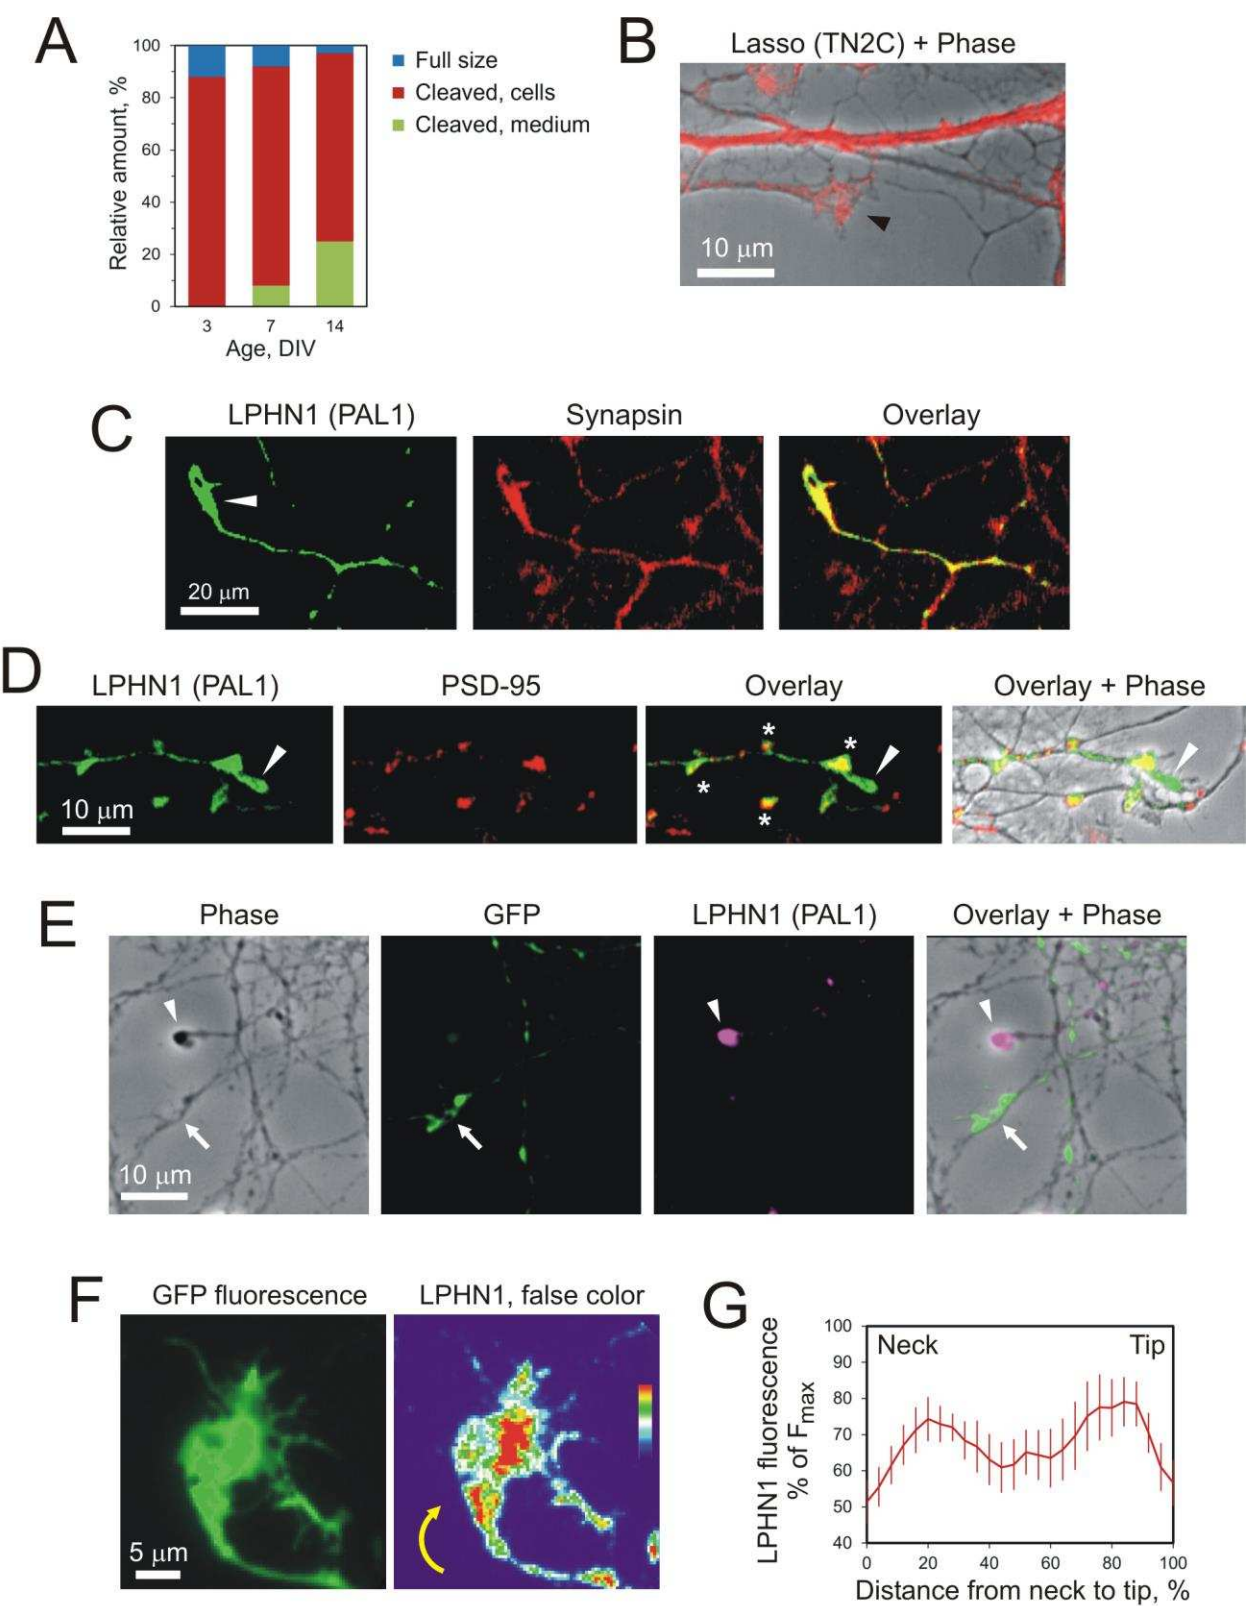 A
100
80
60
40
20
0
Relative amount, %
3 7 14
Age, DIV
Full size
Cleaved, cells
Cleaved, medium
B
Lasso (TN2C) + Phase
10 μm
C
LPHN1 (PAL1) Synapsin Overlay
20 μm
D
LPHN1 (PAL1) PSD-95 Overlay Overlay + Phase
* *
* *
10 μm
E
Phase GFP LPHN1 (PAL1) Overlay + Phase
10 μm
F
GFP fluorescence LPHN1, false color
5 μm
G
LPHN1 fluorescence
% of Fmax
100
90
80
70
60
50
40
Neck Tip
0 20 40 60 80 100
Distance from neck to tip, %